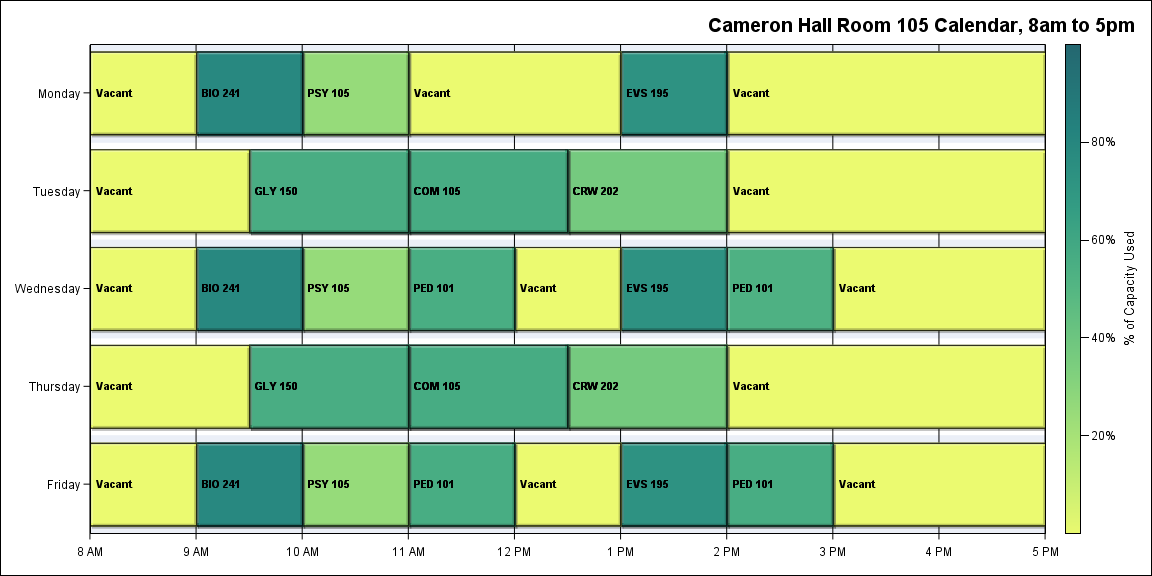 Cameron Hall Room 105 Calendar, 8am to 5pm
Monday Vacant BIO 241 PSY 105 Vacant EVS 195 Vacant
80%
Tuesday Vacant GLY 150 COM 105 CRW 202 Vacant
60%
Wednesday Vacant BIO 241 PSY 105 PED 101 Vacant EVS 195 PED 101 Vacant
% of Capacity Used
40%
Thursday Vacant GLY 150 COM 105 CRW 202 Vacant
20%
Friday Vacant BIO 241 PSY 105 PED 101 Vacant EVS 195 PED 101 Vacant
8 AM 9 AM 10 AM 11 AM 12 PM 1 PM 2 PM 3 PM 4 PM 5 PM